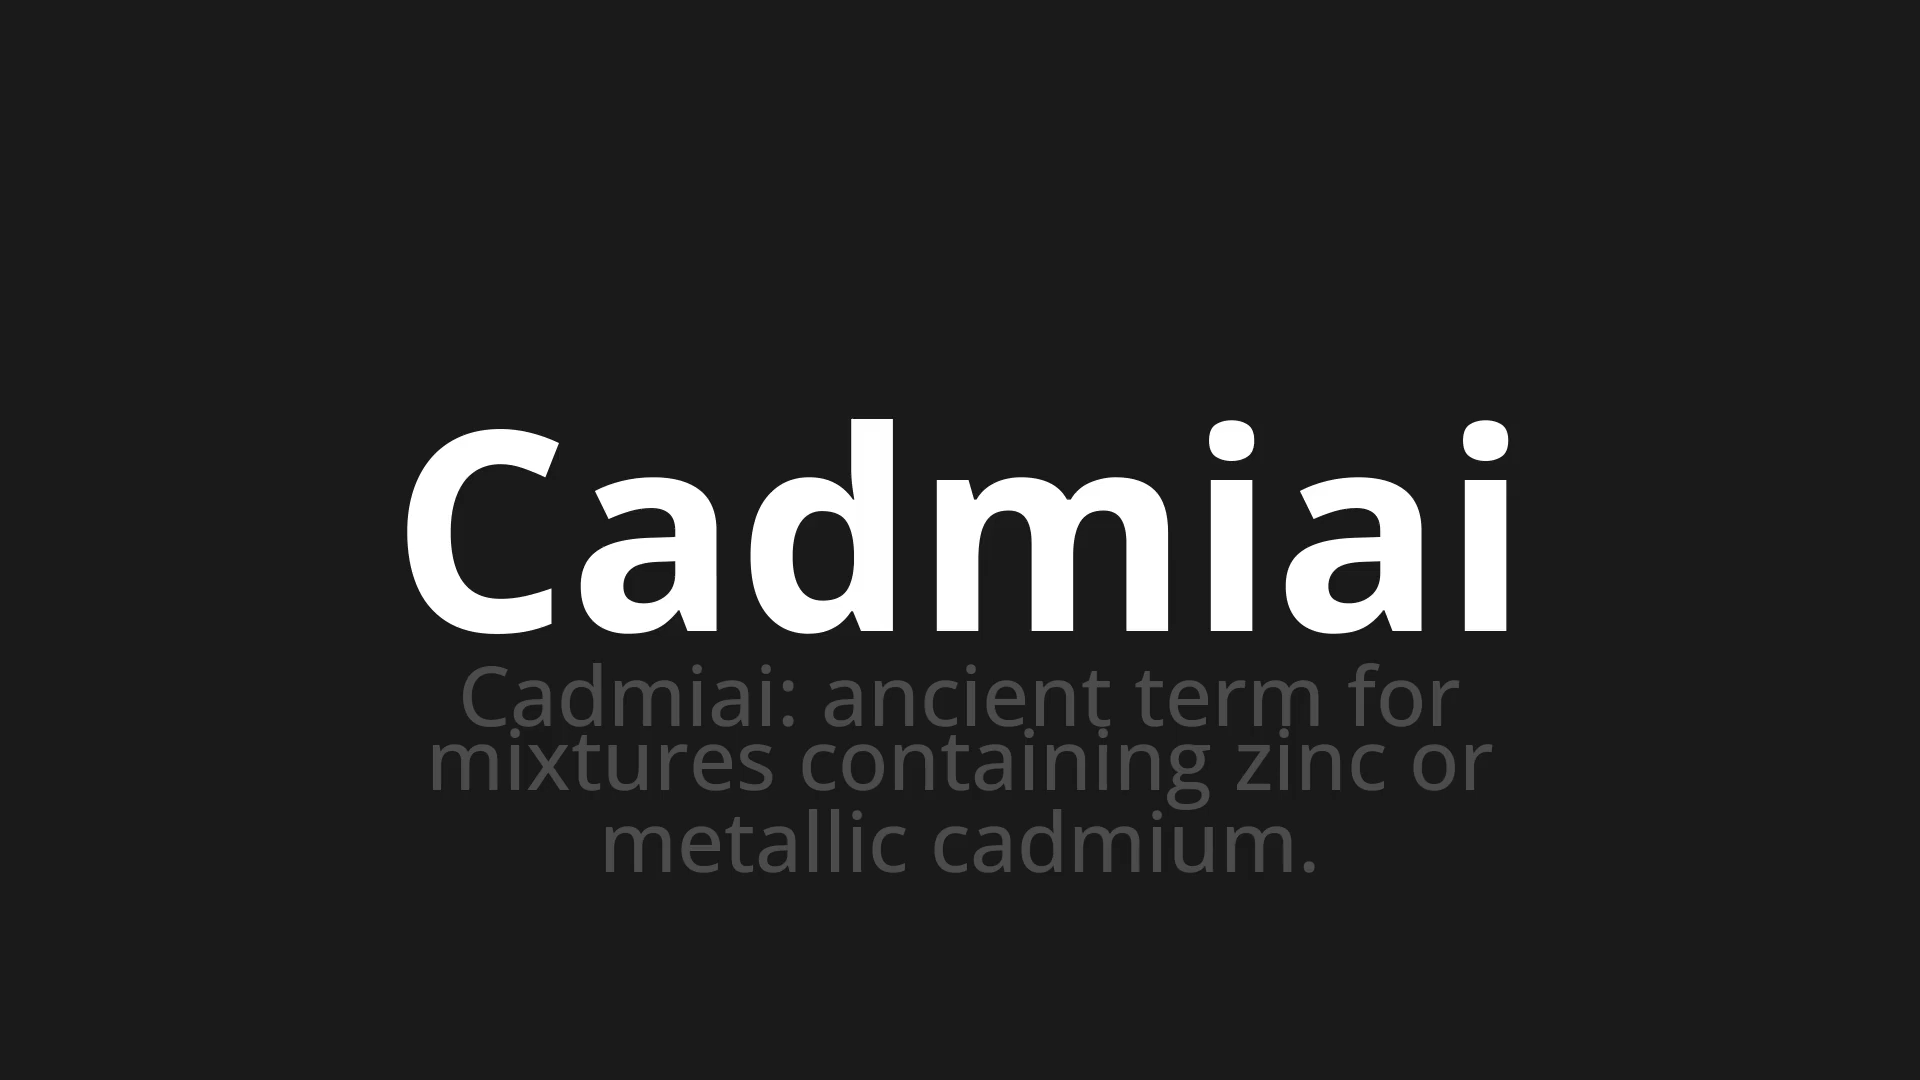 Cadmiai
Cadmiai: ancient term for
mixtures containing zinc or
metallic cadmium.